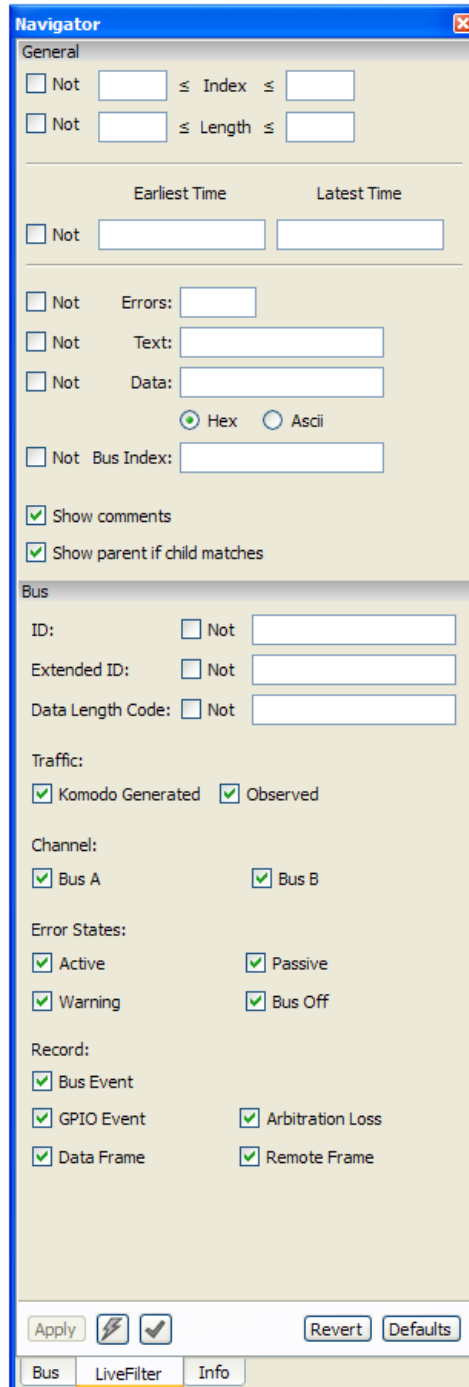 Navigator
General
Not ≤ Index ≤
Not ≤ Length ≤
Earliest Time Latest Time
Not
Not Errors:
Not Text:
Not Data:
Hex Ascii
Not Bus Index:
Show comments
Show parent if child matches
Bus
ID: Not
Extended ID: Not
Data Length Code: Not
Traffic:
Komodo Generated Observed
Channel:
Bus A Bus B
Error States:
Active Passive
Warning Bus Off
Record:
Bus Event
GPIO Event Arbitration Loss
Data Frame Remote Frame
Apply Revert Defaults
Bus LiveFilter Info